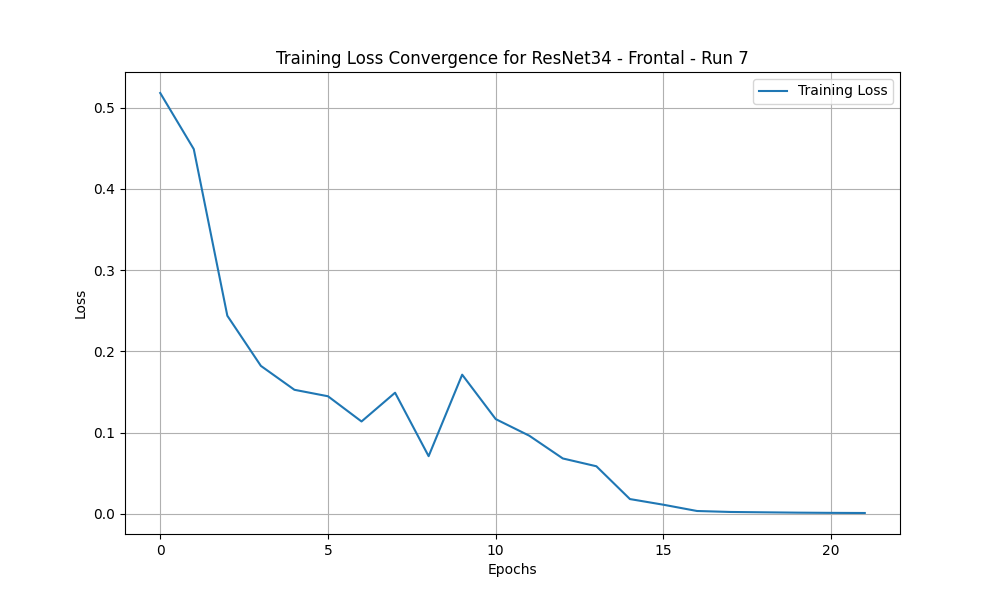 Training Loss Convergence for ResNet34 - Frontal - Run 7
Training Loss
0.5
0.4
0.3
0.2
0.1
0.0
Loss
0 5 10 15 20
Epochs